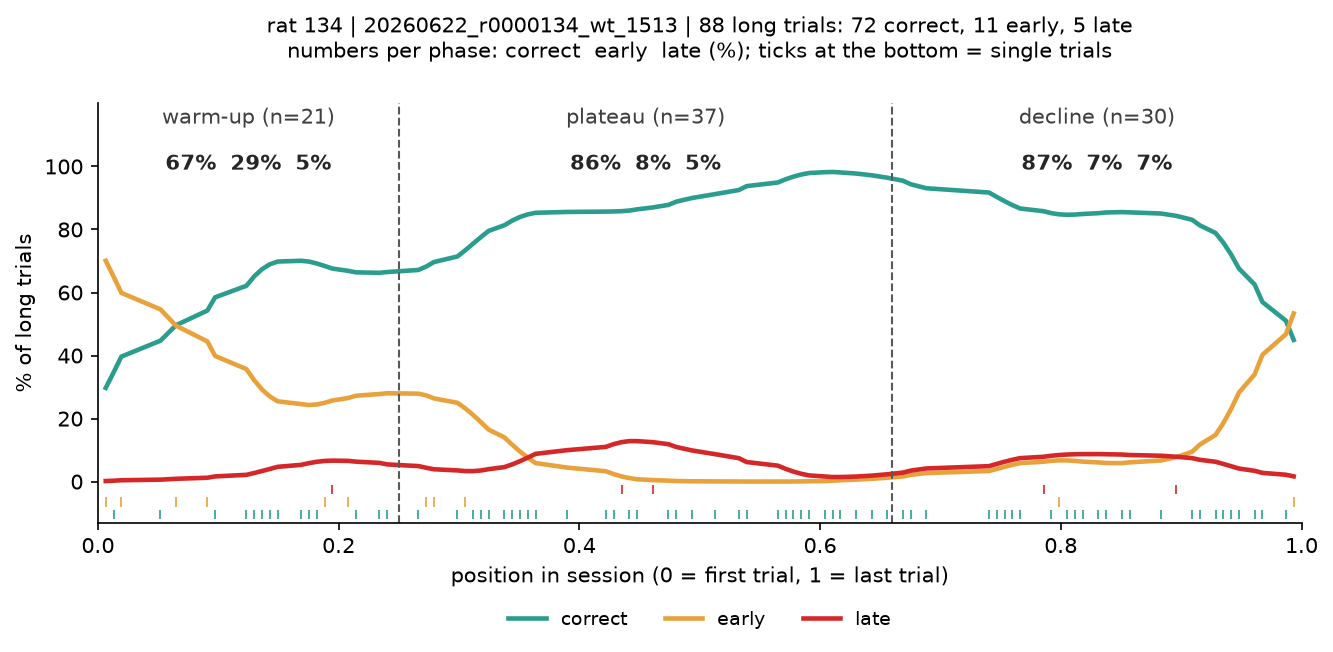 rat 134 | 20260622_r0000134_wt_1513 | 88 long trials: 72 correct, 11 early, 5 late
numbers per phase: correct  early  late (%); ticks at the bottom = single trials
warm-up (n=21)
plateau (n=37)
decline (n=30)
67%  29%  5%
86%  8%  5%
87%  7%  7%
% of long trials
100
80
60
40
20
0
0.0
0.2
0.4
0.6
0.8
1.0
position in session (0 = first trial, 1 = last trial)
correct
early
late